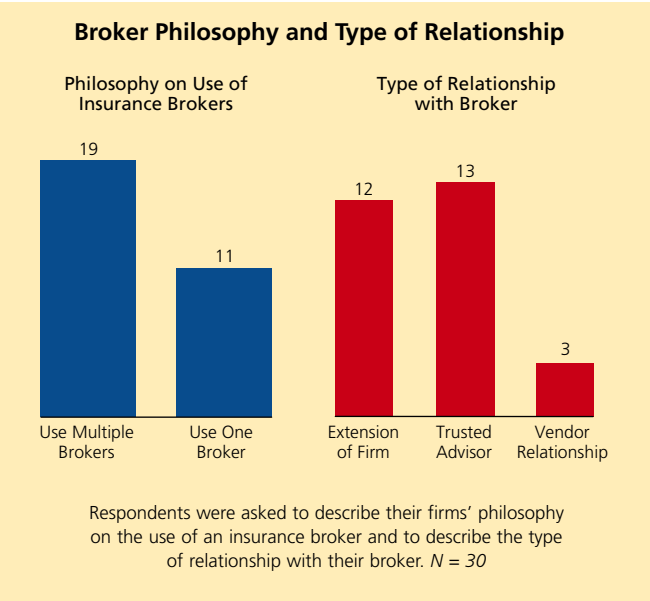 Broker Philosophy and Type of Relationship
Philosophy on Use of
Insurance Brokers
19
11
Use Multiple
Brokers
Use One
Broker
Type of Relationship
with Broker
12
13
3
Extension
of Firm
Trusted
Advisor
Vendor
Relationship
Respondents were asked to describe their firms’ philosophy
on the use of an insurance broker and to describe the type
of relationship with their broker. N = 30